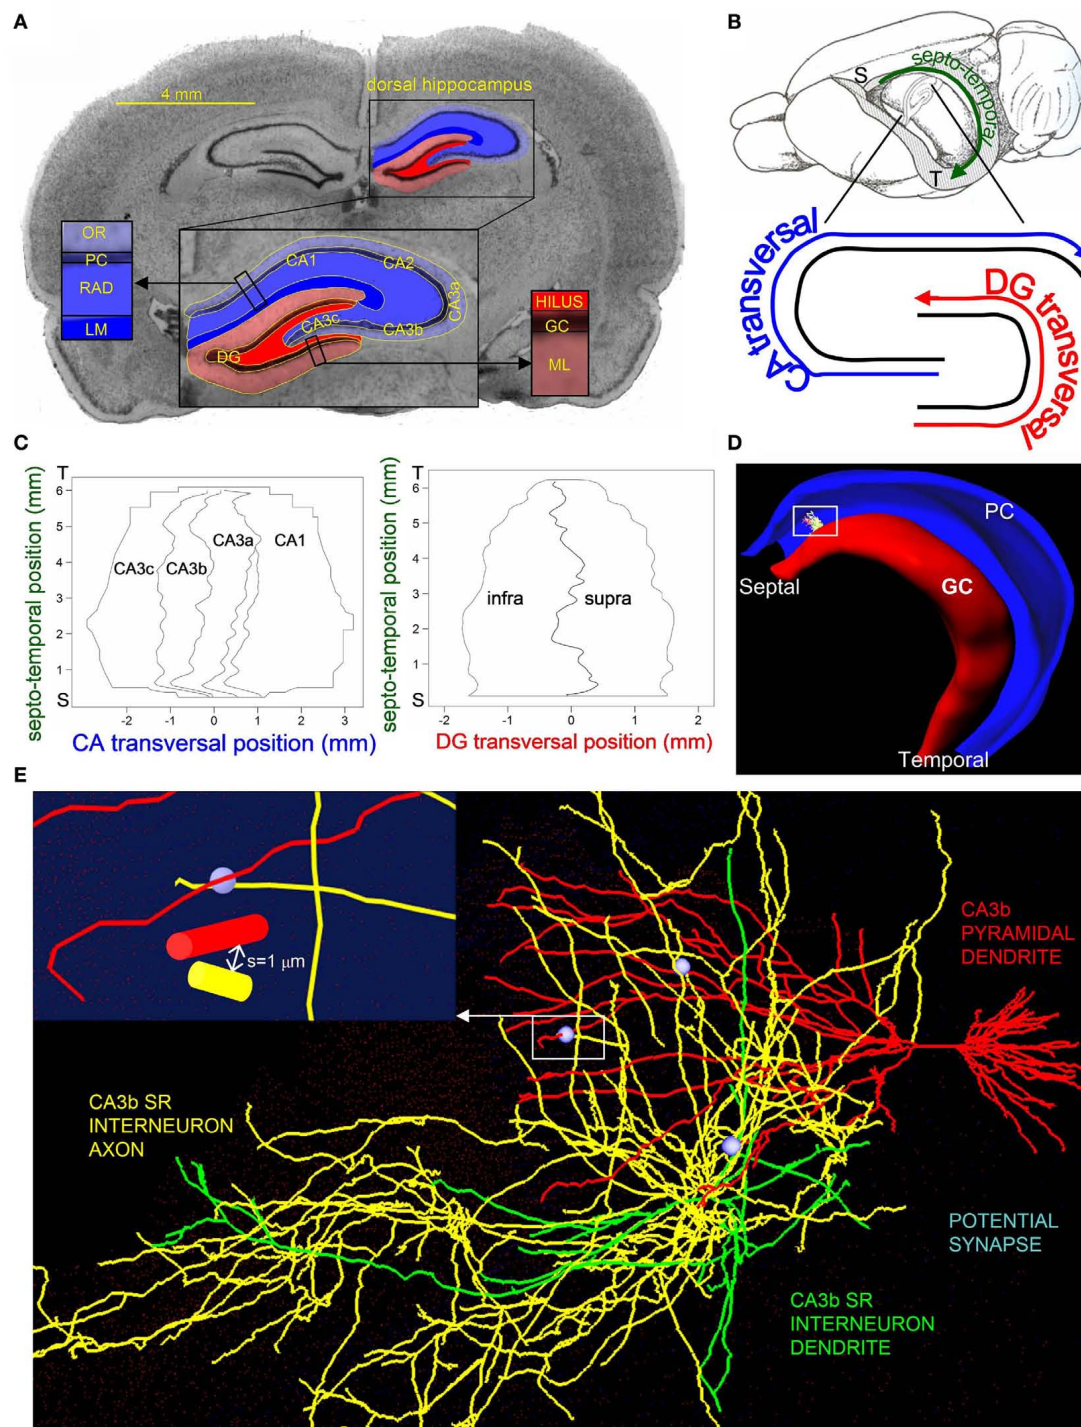 A
4 mm
dorsal hippocampus
OR
PC
RAD
LM
CA1
CA2
CA3a
CA3c
CA3b
DG
HILUS
GC
ML
B
S
septo-temporal
T
CA transversal
DG transversal
C
septo-temporal position (mm)
T
6
5
4
3
2
1
S
CA3c
CA3b
CA3a
CA1
-2
-1
0
1
2
3
CA transversal position (mm)
septo-temporal position (mm)
T
6
5
4
3
2
1
S
infra
supra
-2
-1
0
1
2
DG transversal position (mm)
D
PC
Septal
GC
Temporal
E
s=1 μm
CA3b
PYRAMIDAL
DENDRITE
CA3b SR
INTERNEURON
AXON
POTENTIAL
SYNAPSE
CA3b SR
INTERNEURON
DENDRITE